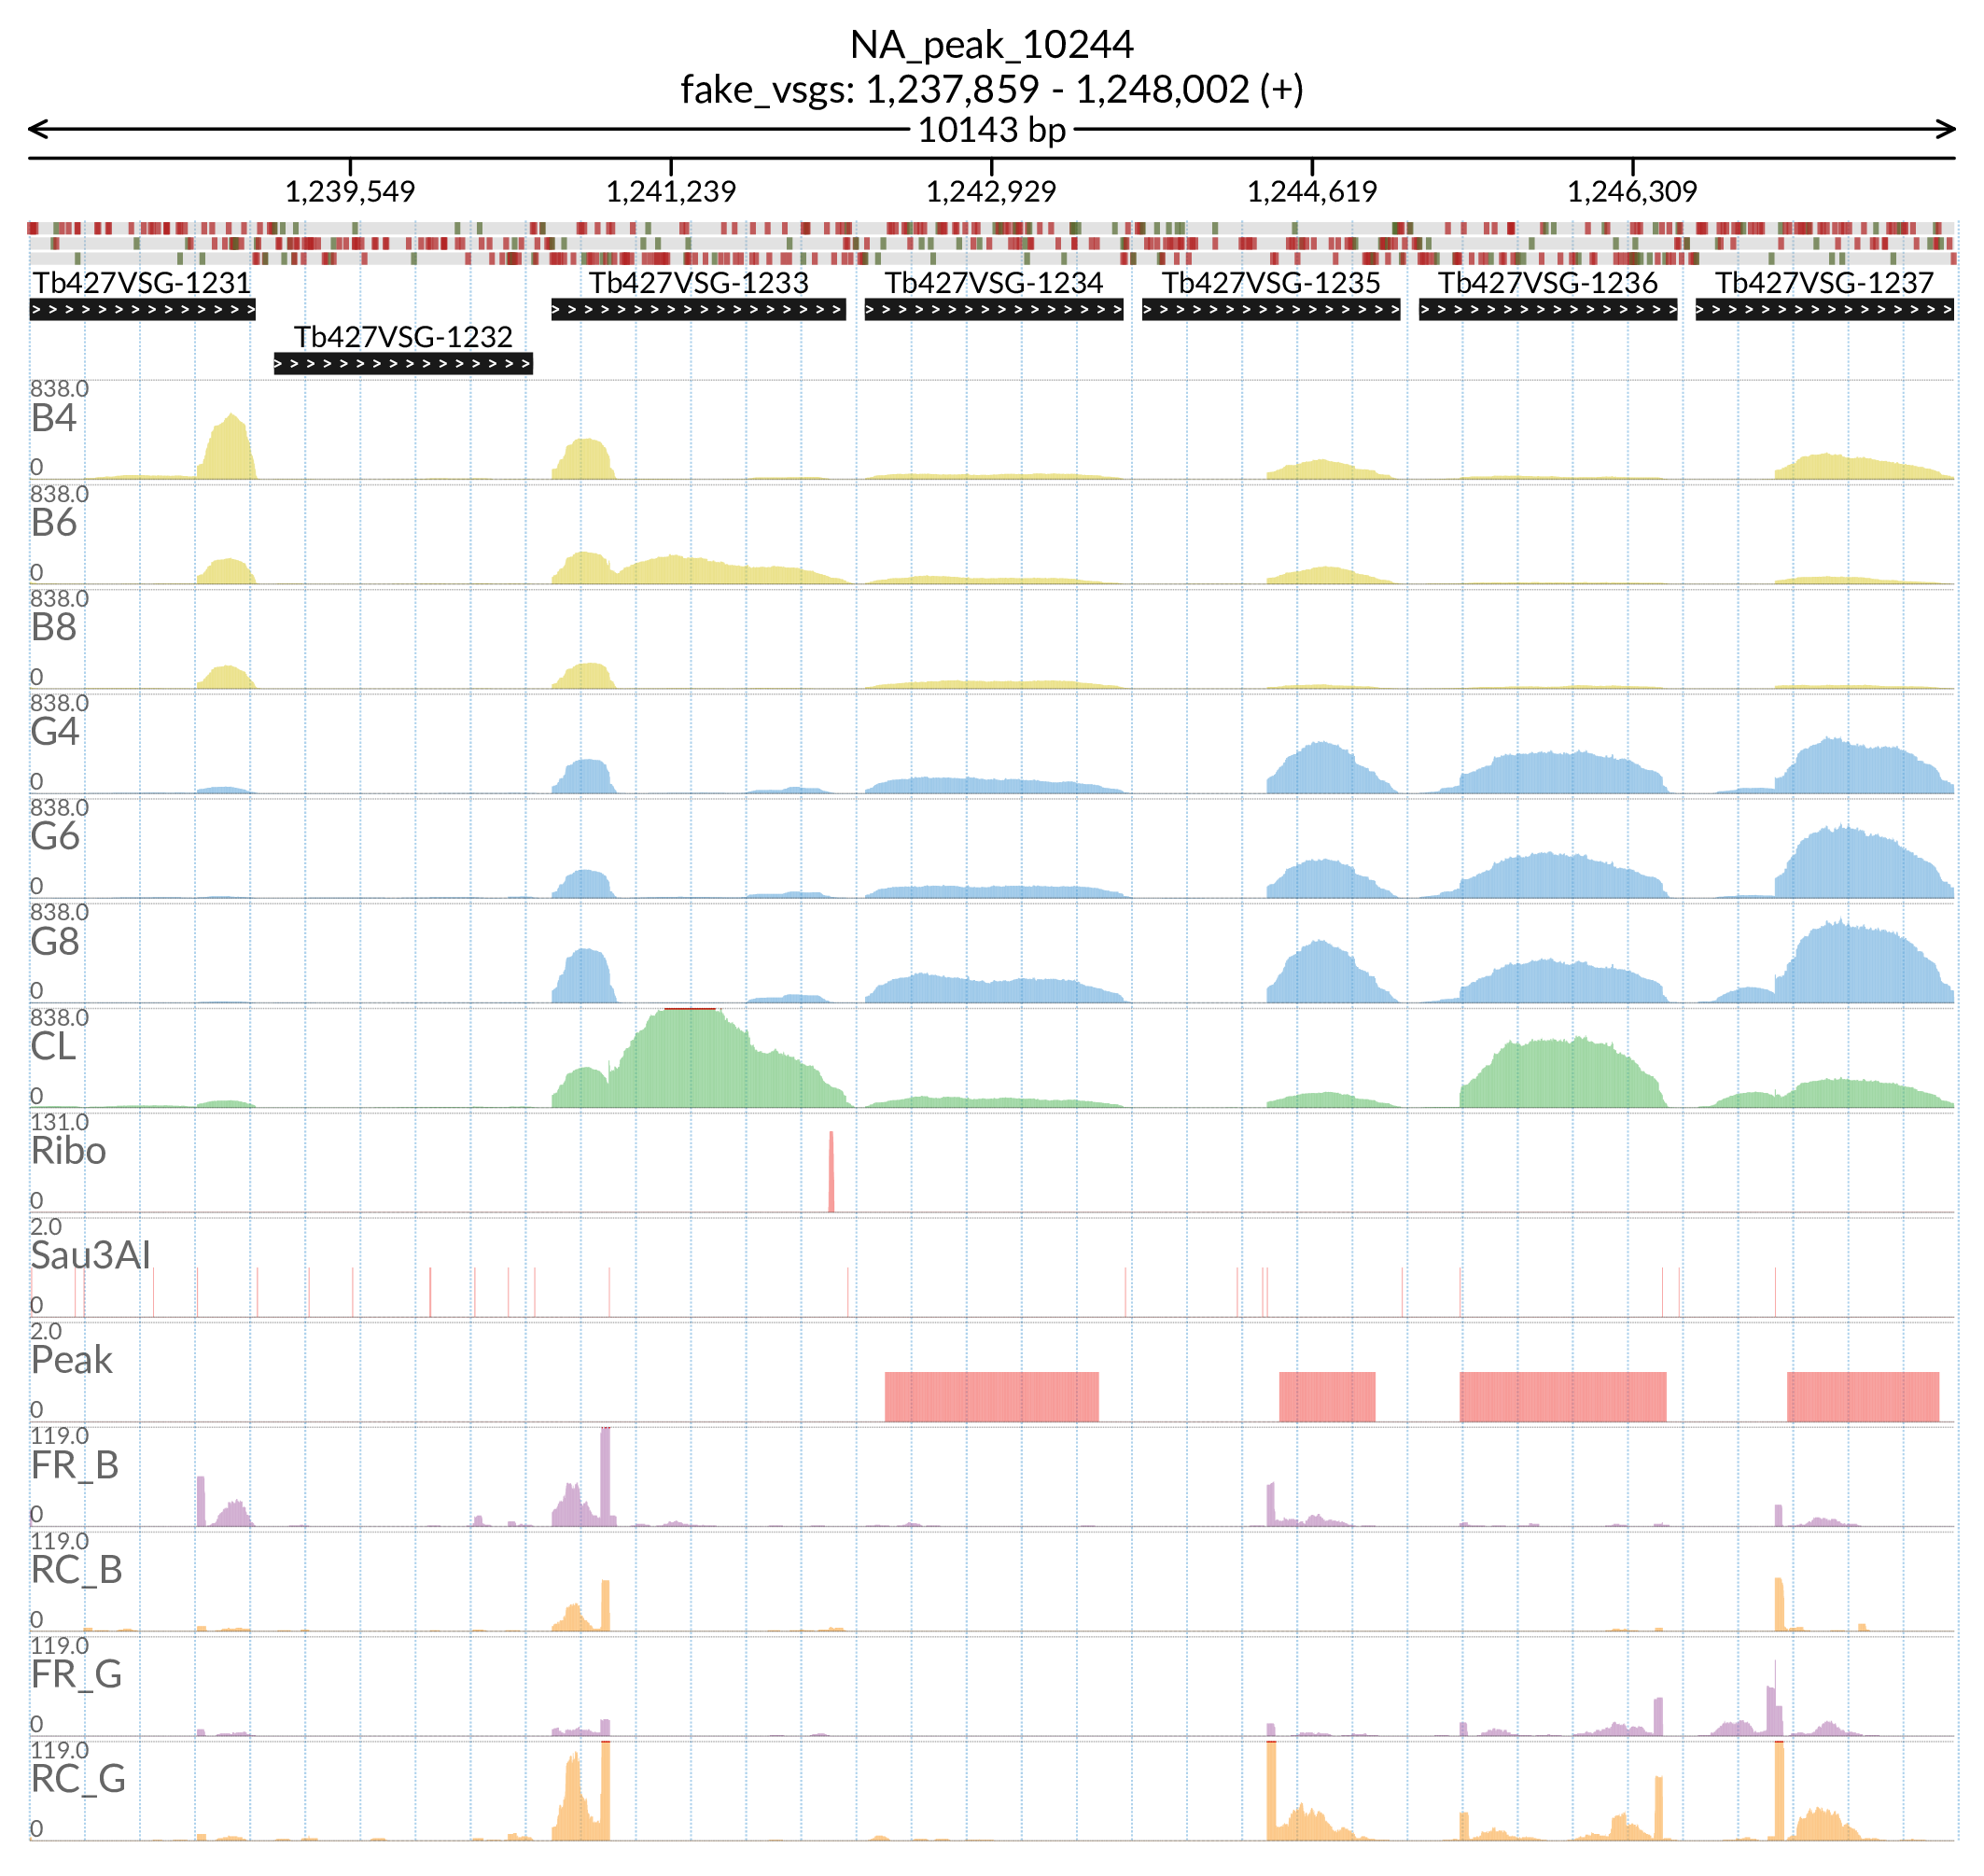 NA_peak_10244
fake_vsgs: 1,237,859 - 1,248,002 (+)
10143 bp
1,239,549 1,241,239 1,242,929 1,244,619 1,246,309
Tb427VSG-1231 Tb427VSG-1233 Tb427VSG-1234 Tb427VSG-1235 Tb427VSG-1236 Tb427VSG-1237
Tb427VSG-1232
838.0
B4
0
838.0
B6
0
838.0
B8
0
838.0
G4
0
838.0
G6
0
838.0
G8
0
838.0
CL
0
131.0
Ribo
0
2.0
Sau3AI
0
2.0
Peak
0
119.0
FR_B
0
119.0
RC_B
0
119.0
FR_G
0
119.0
RC_G
0